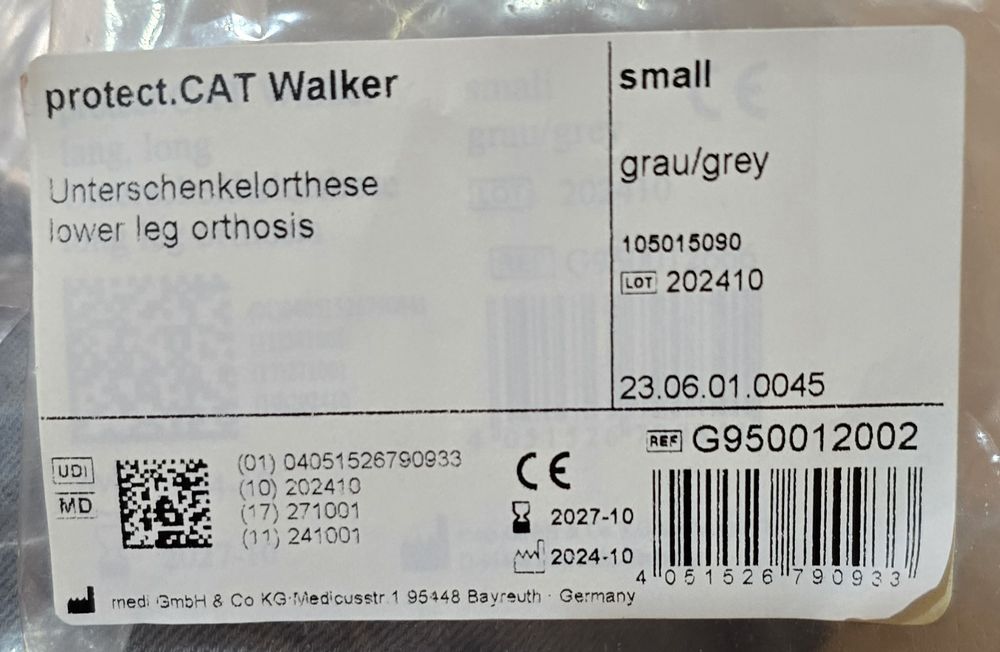 protect.CAT Walker
Unterschenkelorthese
lower leg orthosis
small
grau/grey
105015090
LOT 202410
23.06.01.0045
UDI
MD
(01) 04051526790933
(10) 202410
(17) 271001
(11) 241001
CE
2027-10
2024-10
REF G950012002
4 051526 790933
medi GmbH & Co KG·Medicusstr.1 95448 Bayreuth · Germany